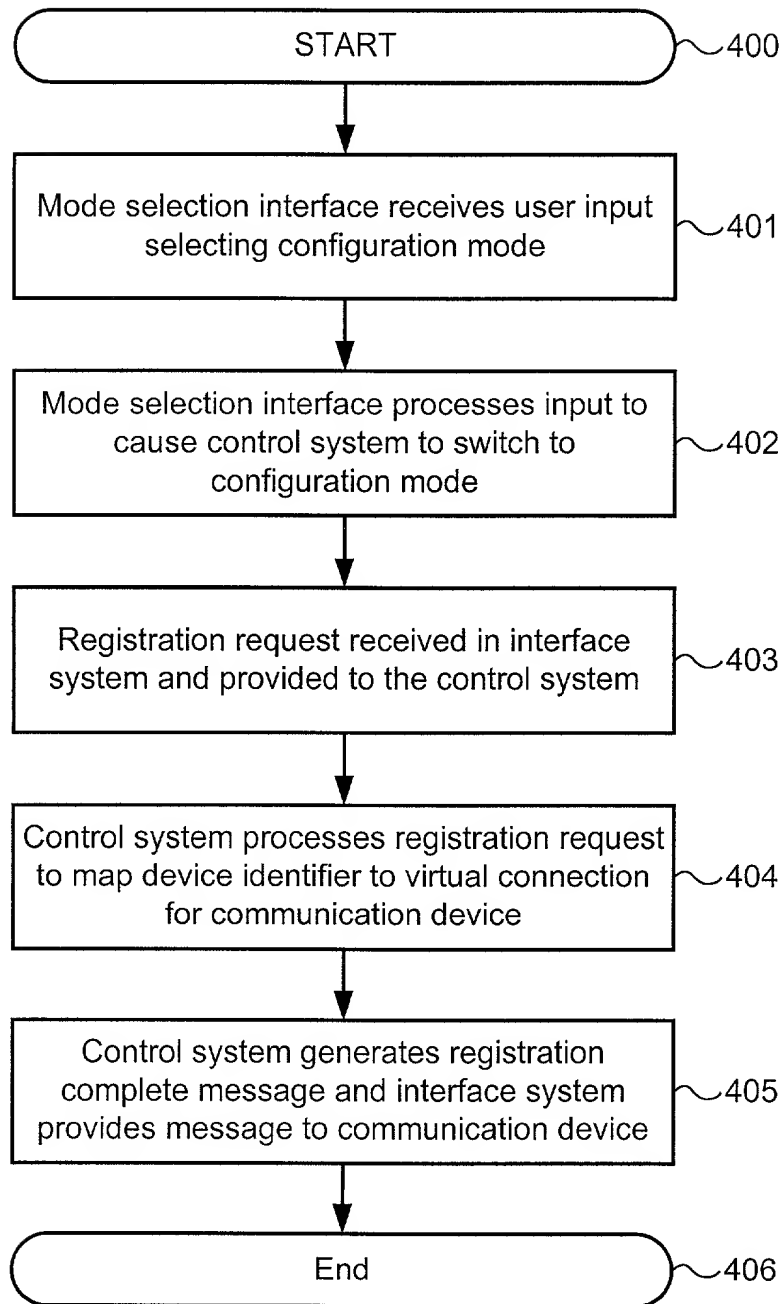 START
400
Mode selection interface receives user input
selecting configuration mode
401
Mode selection interface processes input to
cause control system to switch to
configuration mode
402
Registration request received in interface
system and provided to the control system
403
Control system processes registration request
to map device identifier to virtual connection
for communication device
404
Control system generates registration
complete message and interface system
provides message to communication device
405
End
406